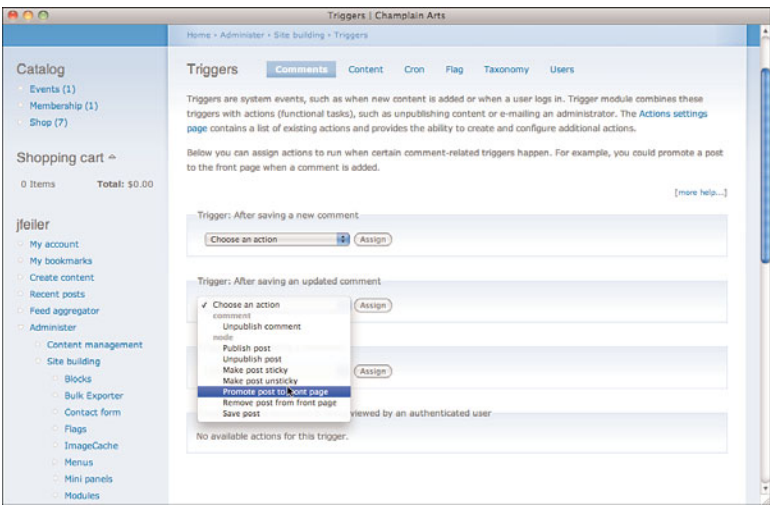 Triggers | Champlain Arts
Home • Administer • Site building • Triggers
Catalog
Events (1)
Membership (1)
Shop (7)
Shopping cart
0 Items Total: $0.00
jfeiler
My account
My bookmarks
Create content
Recent posts
Feed aggregator
Administer
Content management
Site building
Blocks
Bulk Exporter
Contact form
Flags
ImageCache
Menus
Mini panels
Modules
Triggers Comments Content Cron Flag Taxonomy Users
Triggers are system events, such as when new content is added or when a user logs in. Trigger module combines these
triggers with actions (functional tasks), such as unpublishing content or e-mailing an administrator. The Actions settings
page contains a list of existing actions and provides the ability to create and configure additional actions.
Below you can assign actions to run when certain comment-related triggers happen. For example, you could promote a post
to the front page when a comment is added.
[more help...]
Trigger: After saving a new comment
Choose an action Assign
Trigger: After saving an updated comment
✓ Choose an action Assign
comment
Unpublish comment
node
Publish post
Unpublish post
Make post sticky Assign
Make post unsticky
Promote post to front page
Remove post from front page
Save post
viewed by an authenticated user
No available actions for this trigger.